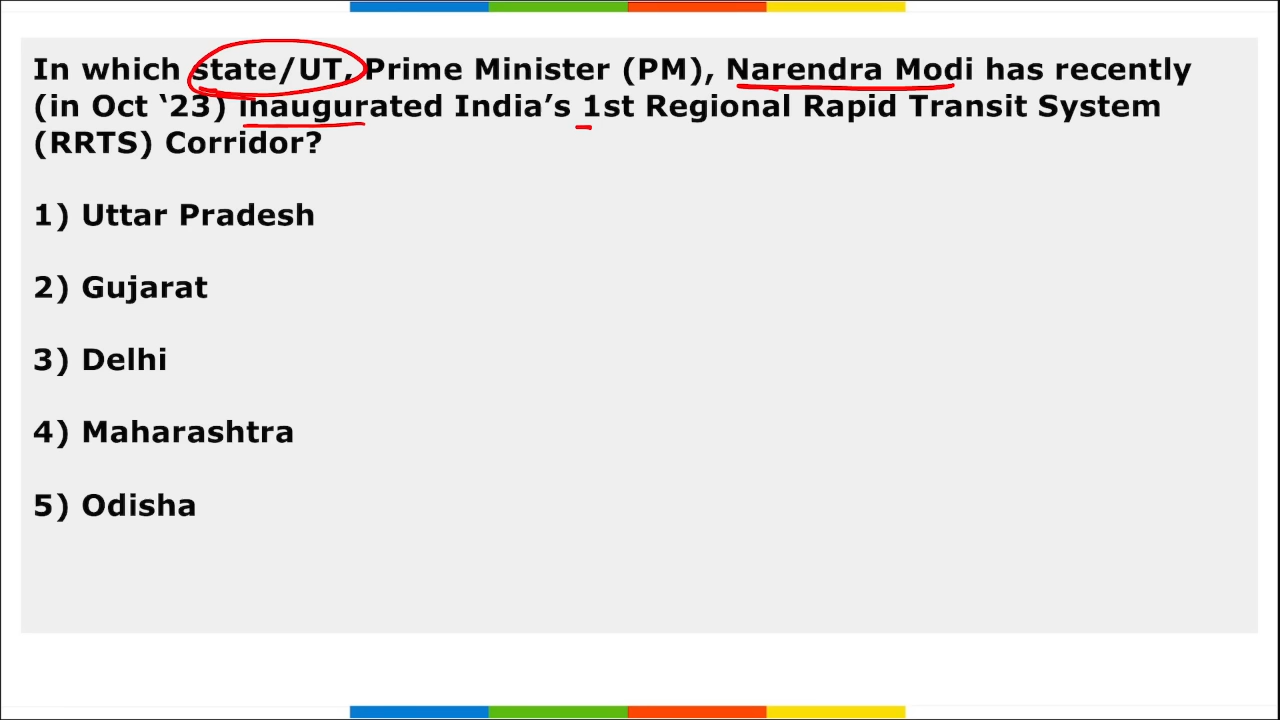 In which state/UT, Prime Minister (PM), Narendra Modi has recently
(in Oct ‘23) inaugurated India’s 1st Regional Rapid Transit System
(RRTS) Corridor?
1) Uttar Pradesh
2) Gujarat
3) Delhi
4) Maharashtra
5) Odisha